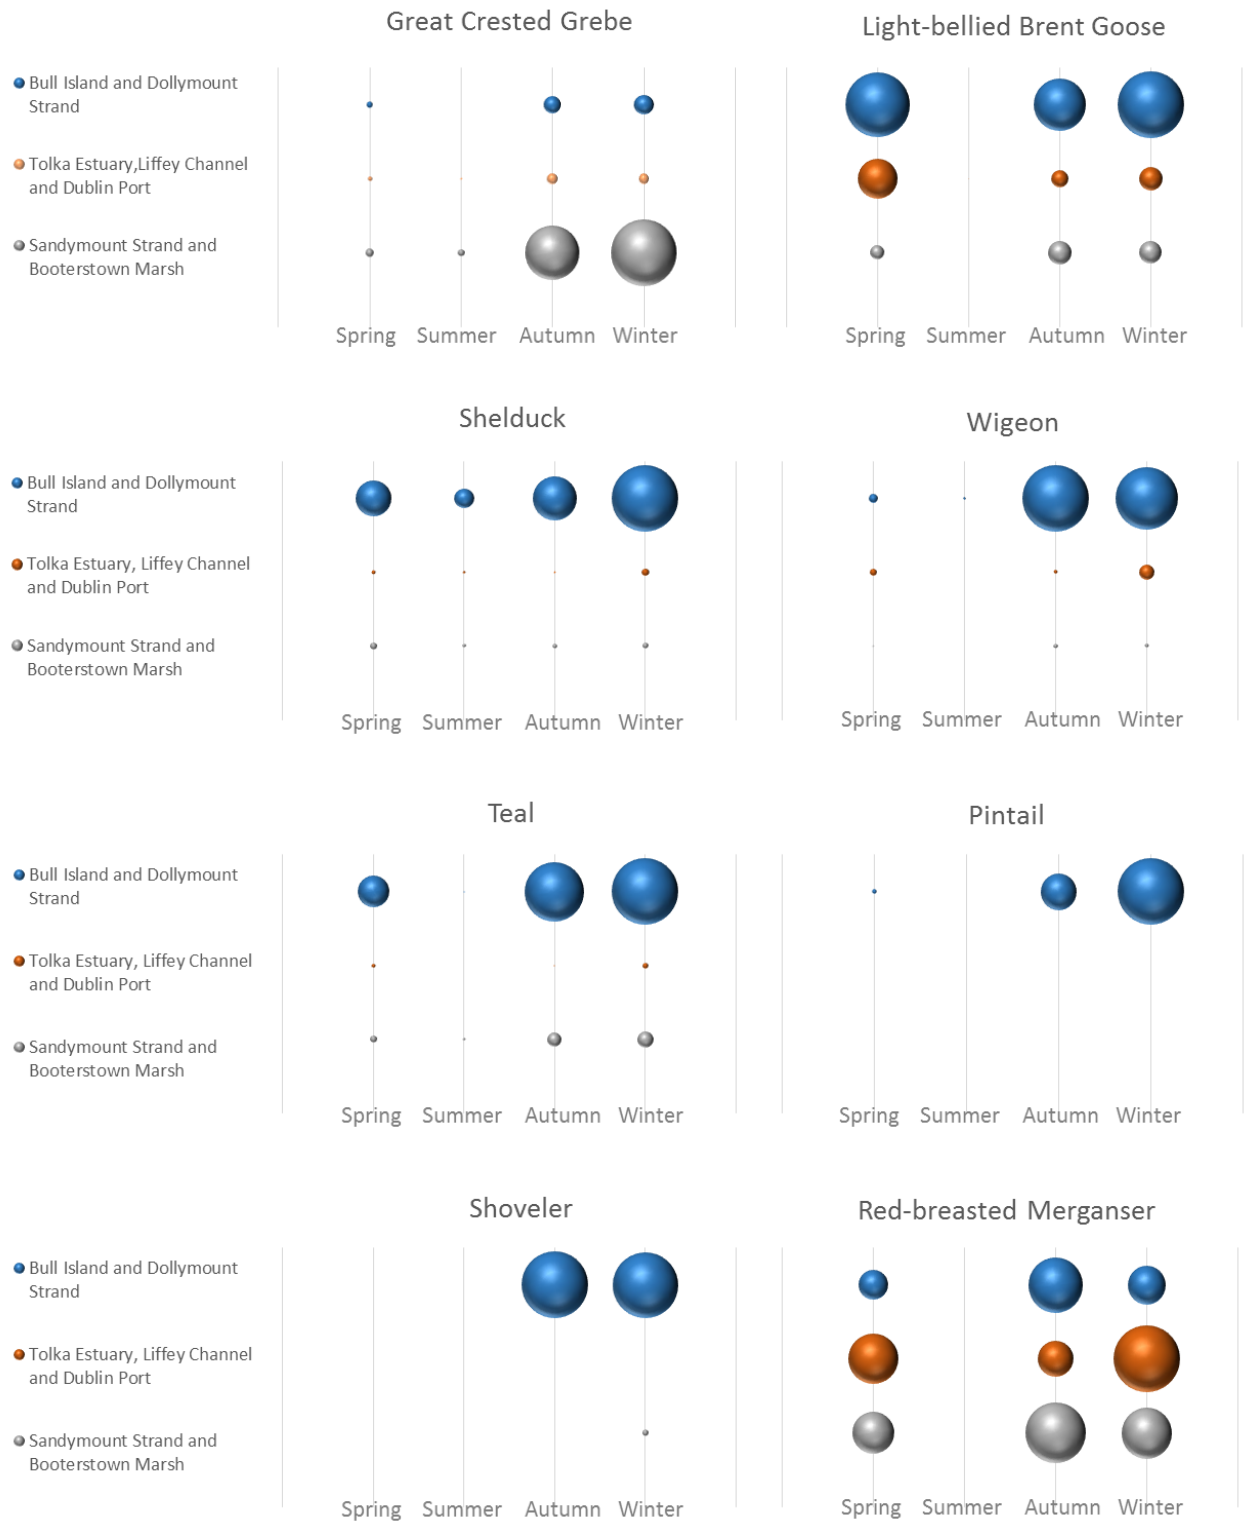 Great Crested Grebe
Bull Island and Dollymount
Strand
Tolka Estuary,Liffey Channel
and Dublin Port
Sandymount Strand and
Booterstown Marsh
Spring Summer Autumn Winter
Light-bellied Brent Goose
Spring Summer Autumn Winter
Shelduck
Bull Island and Dollymount
Strand
Tolka Estuary, Liffey Channel
and Dublin Port
Sandymount Strand and
Booterstown Marsh
Spring Summer Autumn Winter
Wigeon
Spring Summer Autumn Winter
Teal
Bull Island and Dollymount
Strand
Tolka Estuary, Liffey Channel
and Dublin Port
Sandymount Strand and
Booterstown Marsh
Spring Summer Autumn Winter
Pintail
Spring Summer Autumn Winter
Shoveler
Bull Island and Dollymount
Strand
Tolka Estuary, Liffey Channel
and Dublin Port
Sandymount Strand and
Booterstown Marsh
Spring Summer Autumn Winter
Red-breasted Merganser
Spring Summer Autumn Winter